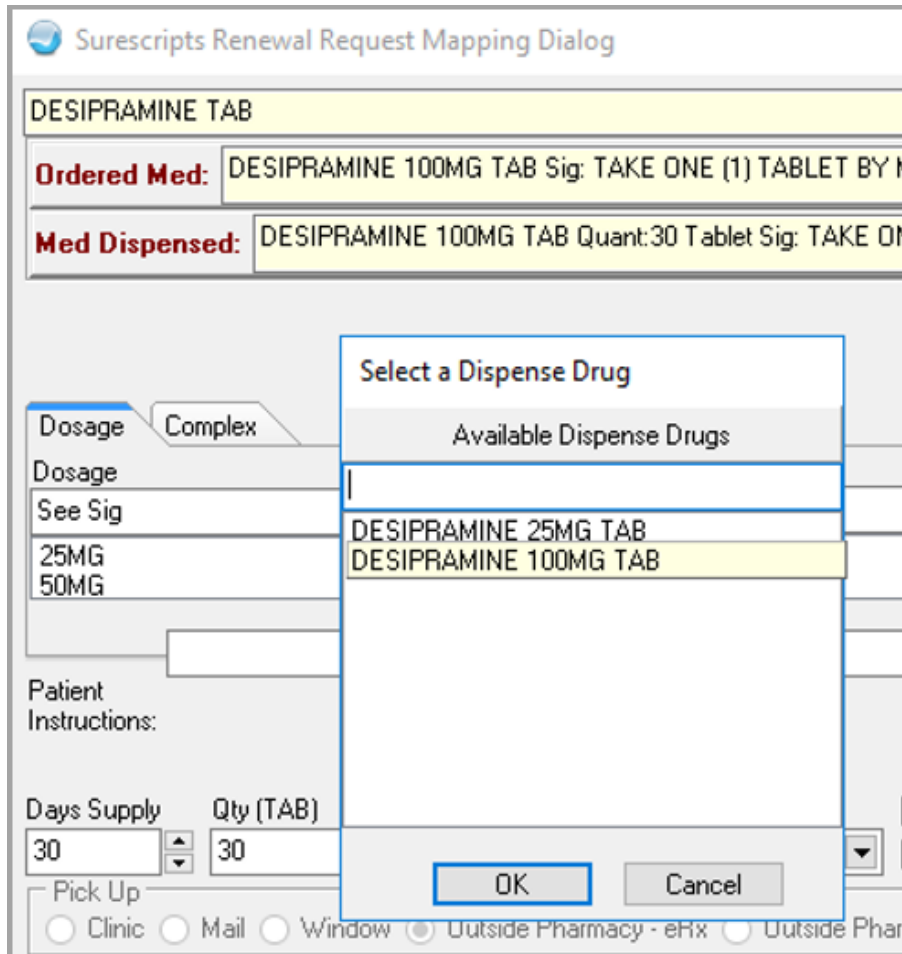 Surescripts Renewal Request Mapping Dialog
DESIPRAMINE TAB
Ordered Med: DESIPRAMINE 100MG TAB Sig: TAKE ONE (1) TABLET BY
Med Dispensed: DESIPRAMINE 100MG TAB Quant:30 Tablet Sig: TAKE
Select a Dispense Drug
Available Dispense Drugs
DESIPRAMINE 25MG TAB
DESIPRAMINE 100MG TAB
OK Cancel
Dosage Complex
Dosage
See Sig
25MG
50MG
Patient
Instructions:
Days Supply Qty (TAB)
30 30
Pick Up
Clinic Mail Window Outside Pharmacy - eRx Outside